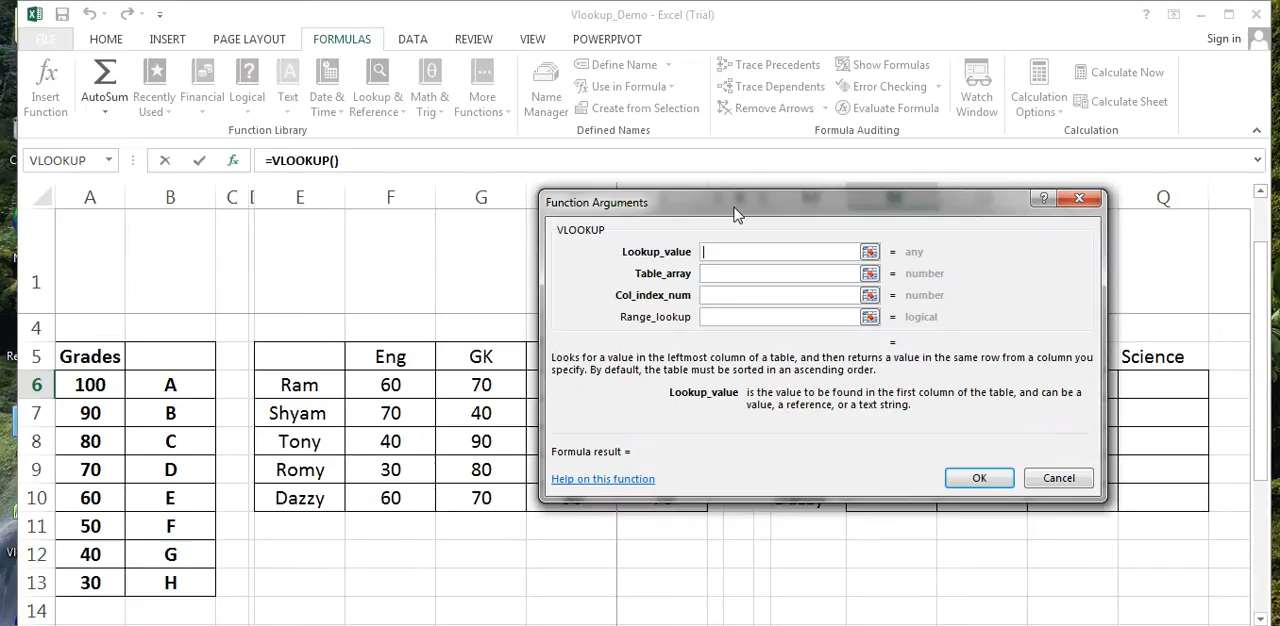 Vlookup_Demo - Excel (Trial)
FILE HOME INSERT PAGE LAYOUT FORMULAS DATA REVIEW VIEW POWERPIVOT Sign in
Insert Function
AutoSum
Recently Used
Financial
Logical
Text
Date & Time
Lookup & Reference
Math & Trig
More Functions
Function Library
Name Manager
Define Name
Use in Formula
Create from Selection
Defined Names
Trace Precedents
Trace Dependents
Remove Arrows
Show Formulas
Error Checking
Evaluate Formula
Formula Auditing
Watch Window
Calculation Options
Calculate Now
Calculate Sheet
Calculation
VLOOKUP fx =VLOOKUP()
A B C E F G Q
1
4
5 Grades Eng GK Science
6 100 A Ram 60 70
7 90 B Shyam 70 40
8 80 C Tony 40 90
9 70 D Romy 30 80
10 60 E Dazzy 60 70
11 50 F
12 40 G
13 30 H
14
Function Arguments
VLOOKUP
Lookup_value = any
Table_array = number
Col_index_num = number
Range_lookup = logical
=
Looks for a value in the leftmost column of a table, and then returns a value in the same row from a column you
specify. By default, the table must be sorted in an ascending order.
Lookup_value is the value to be found in the first column of the table, and can be a
value, a reference, or a text string.
Formula result =
Help on this function
OK Cancel